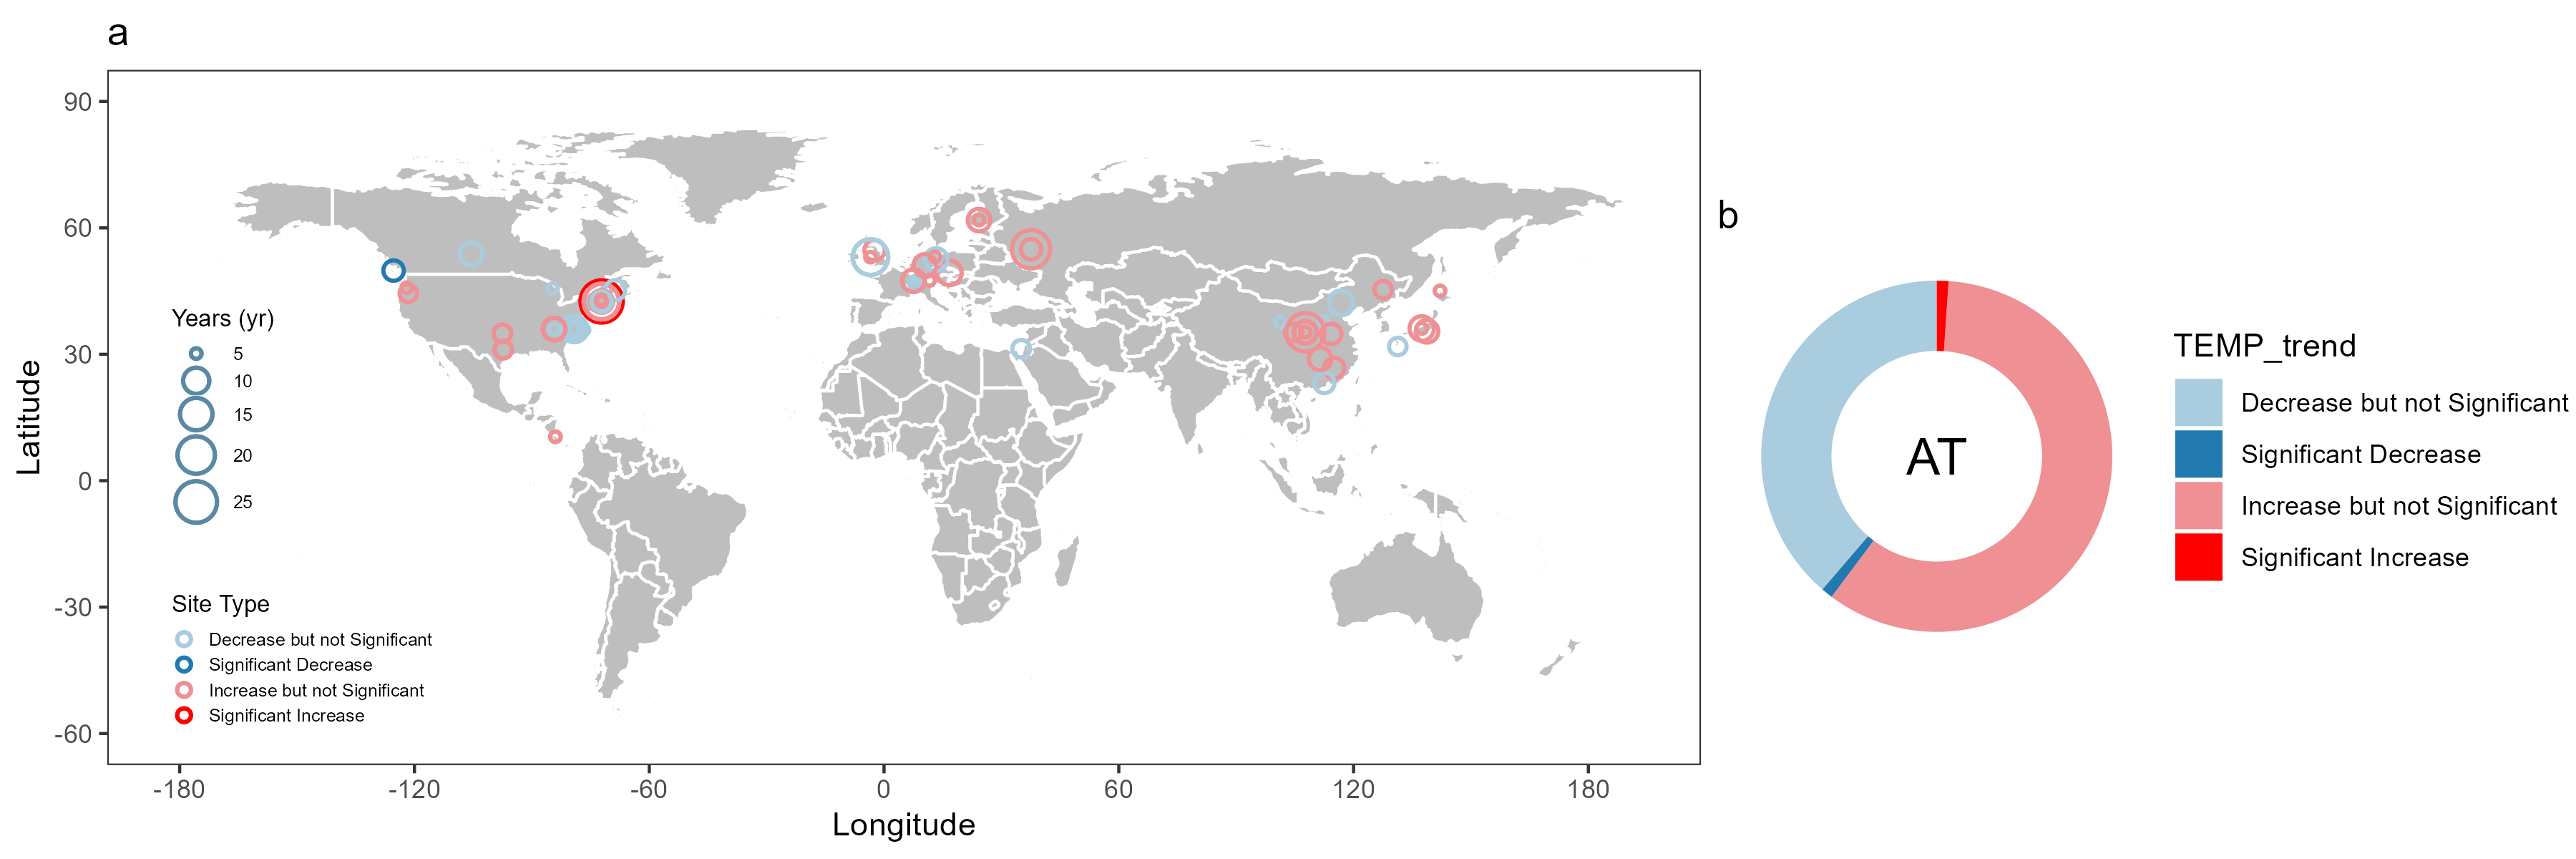 a
90
60
30
0
-30
-60
Latitude
-180
-120
-60
0
60
120
180
Longitude
Years (yr)
5
10
15
20
25
Site Type
Decrease but not Significant
Significant Decrease
Increase but not Significant
Significant Increase
b
AT
TEMP_trend
Decrease but not Significant
Significant Decrease
Increase but not Significant
Significant Increase